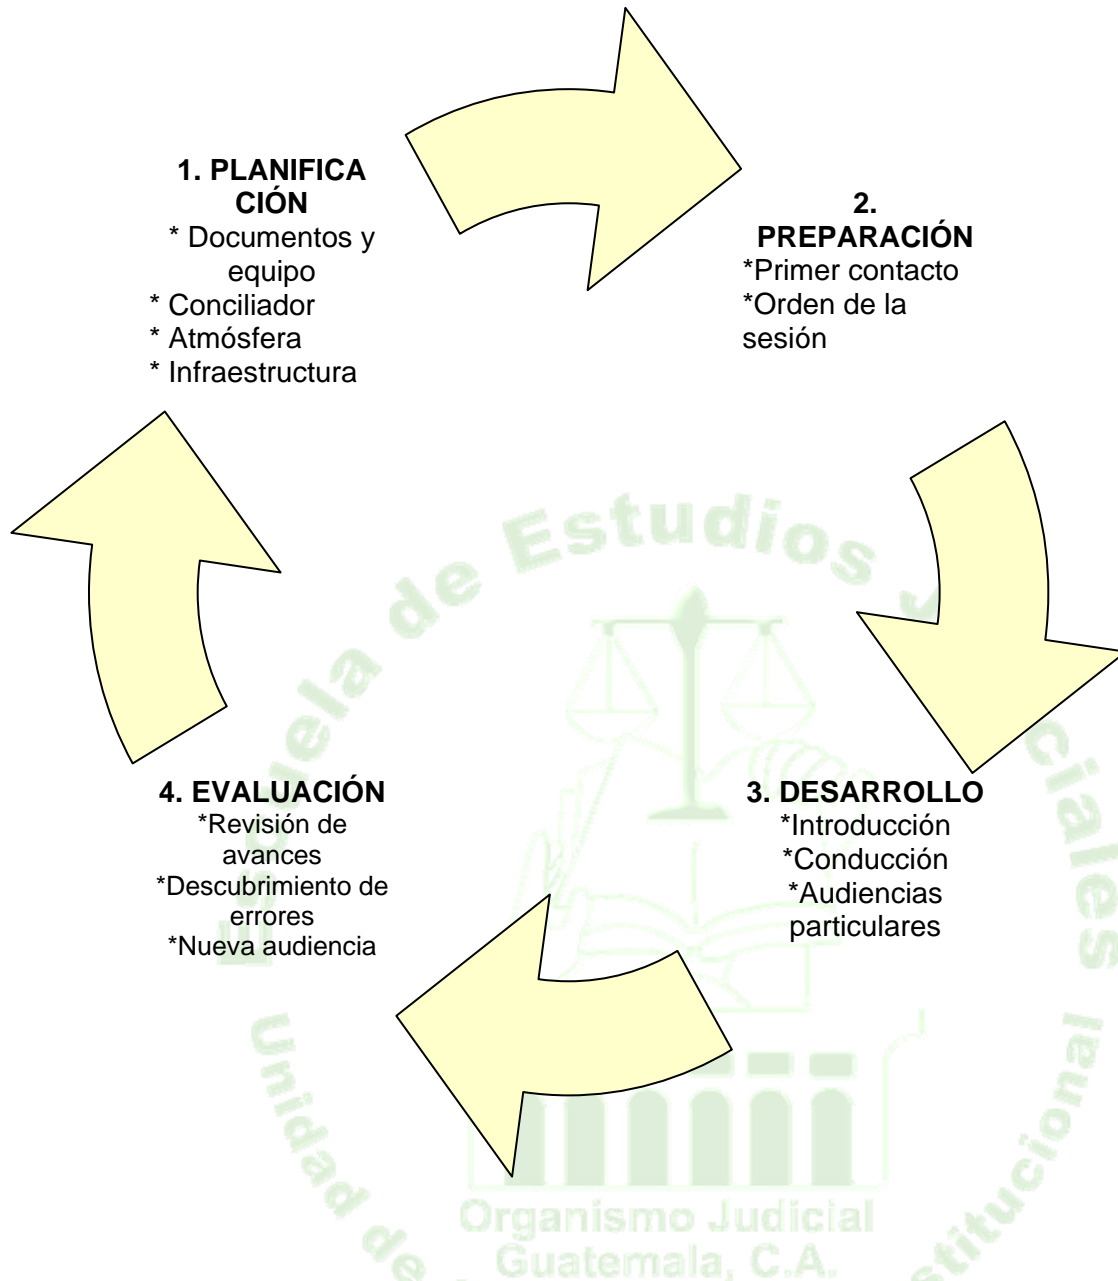 1. PLANIFICA
CIÓN
* Documentos y
equipo
* Conciliador
* Atmósfera
* Infraestructura
2.
PREPARACIÓN
*Primer contacto
*Orden de la
sesión
3. DESARROLLO
*Introducción
*Conducción
*Audiencias
particulares
4. EVALUACIÓN
*Revisión de
avances
*Descubrimiento de
errores
*Nueva audiencia
Escuela de Estudios
Unidad de
Organismo Judicial
Guatemala, C.A.